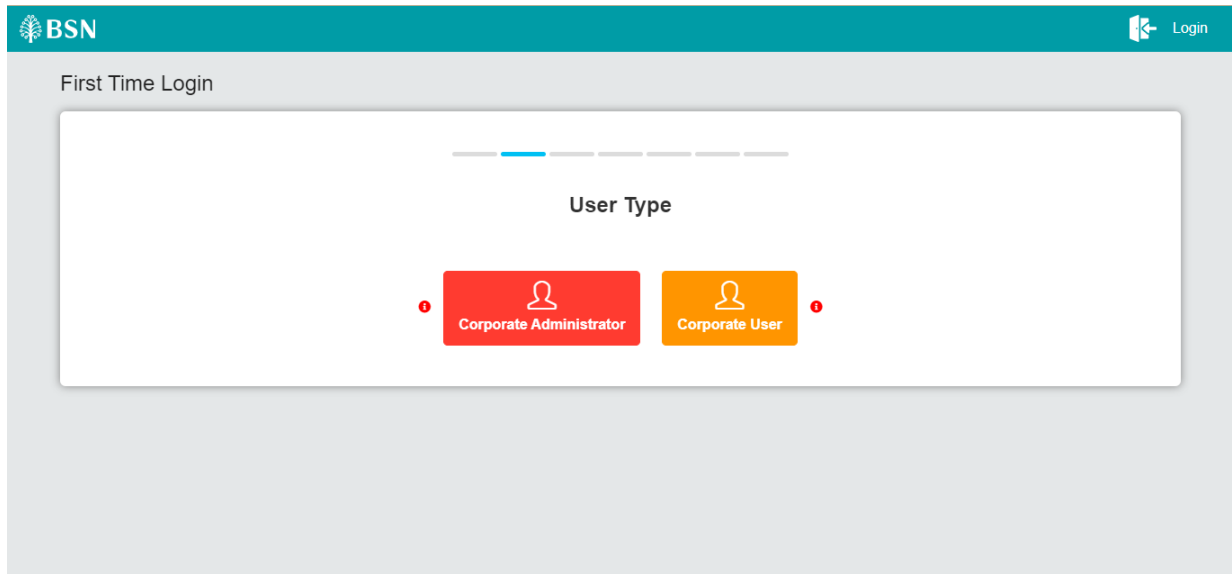 BSN
Login
First Time Login
User Type
Corporate Administrator
Corporate User